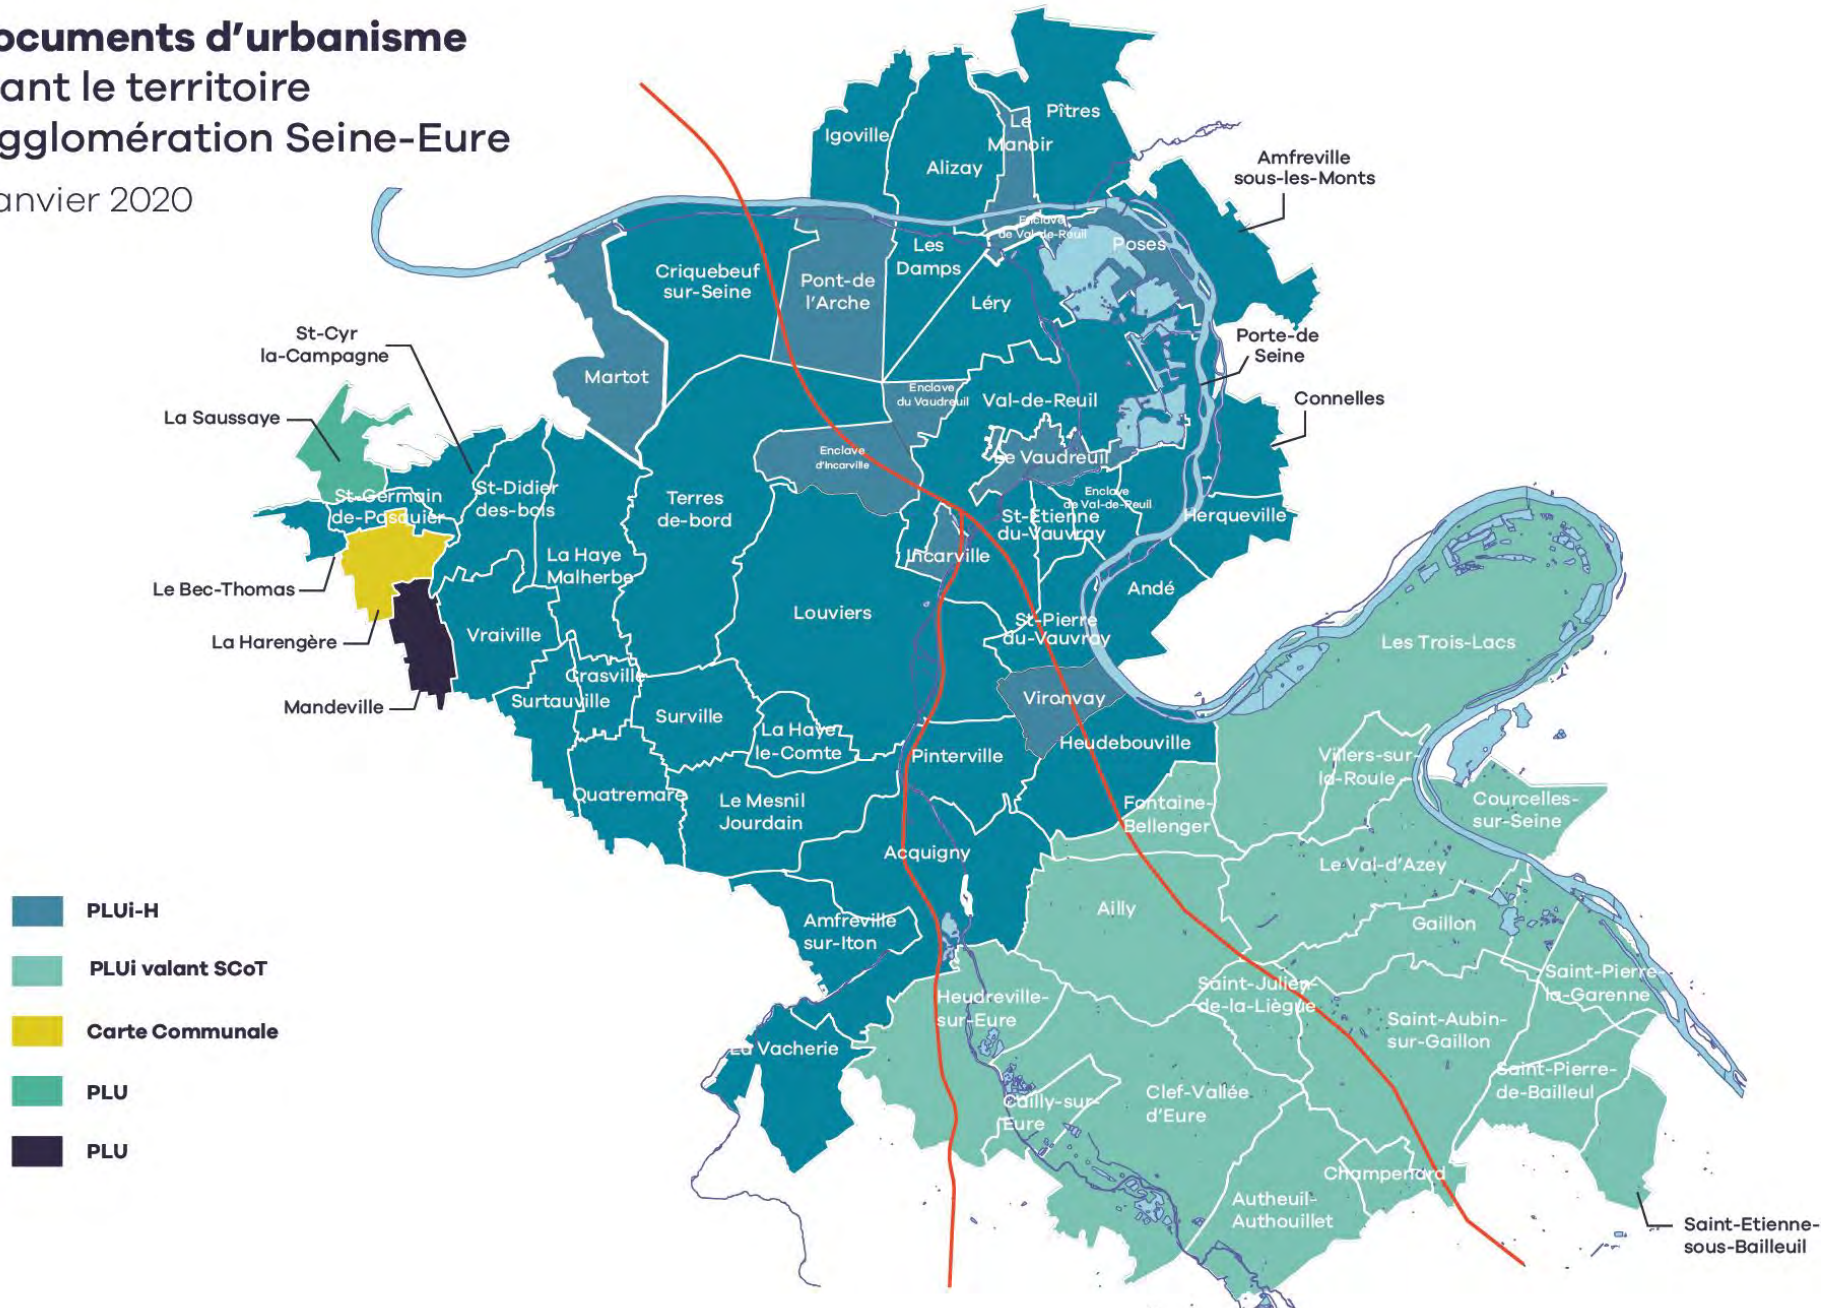 ocuments d'urbanisme
ant le territoire
gglomération Seine-Eure
anvier 2020
Pîtres
Le
Manoir
Igoville
Alizay
Amfreville
sous-les-Monts
Enclave
de Val-de-Reuil
Poses
Les
Damps
Criquebeuf
sur-Seine
Pont-de
l'Arche
Léry
St-Cyr
la-Campagne
Porte-de
Seine
Martot
Enclave
du Vaudreuil
Val-de-Reuil
Connelles
La Saussaye
Enclave
d'Incarville
Le Vaudreuil
St-Germain
de-Pasquier
St-Didier
des-bois
Terres
de-bord
Enclave
de Val-de-Reuil
St-Etienne
du-Vauvray
Herqueville
La Haye
Malherbe
Incarville
Le Bec-Thomas
Andé
Louviers
La Harengère
Vraiville
St-Pierre
du-Vauvray
Les Trois-Lacs
Crasville
Mandeville
Surtauville
Surville
Vironvay
La Haye
le-Comte
Pinterville
Heudebouville
Villers-sur
la-Roule
Quatremare
Le Mesnil
Jourdain
Fontaine-
Bellenger
Courcelles-
sur-Seine
Acquigny
Le Val-d'Azey
PLUi-H
Amfreville
sur-Iton
Ailly
Gaillon
PLUi valant SCoT
Saint-Pierre-
la-Garenne
Heudreville-
sur-Eure
Saint-Julien-
de-la-Liègue
Carte Communale
Saint-Aubin-
sur-Gaillon
La Vacherie
PLU
Cailly-sur-
Eure
Clef-Vallée
d'Eure
Saint-Pierre-
de-Bailleul
PLU
Champenard
Autheuil-
Authouillet
Saint-Etienne-
sous-Bailleuil